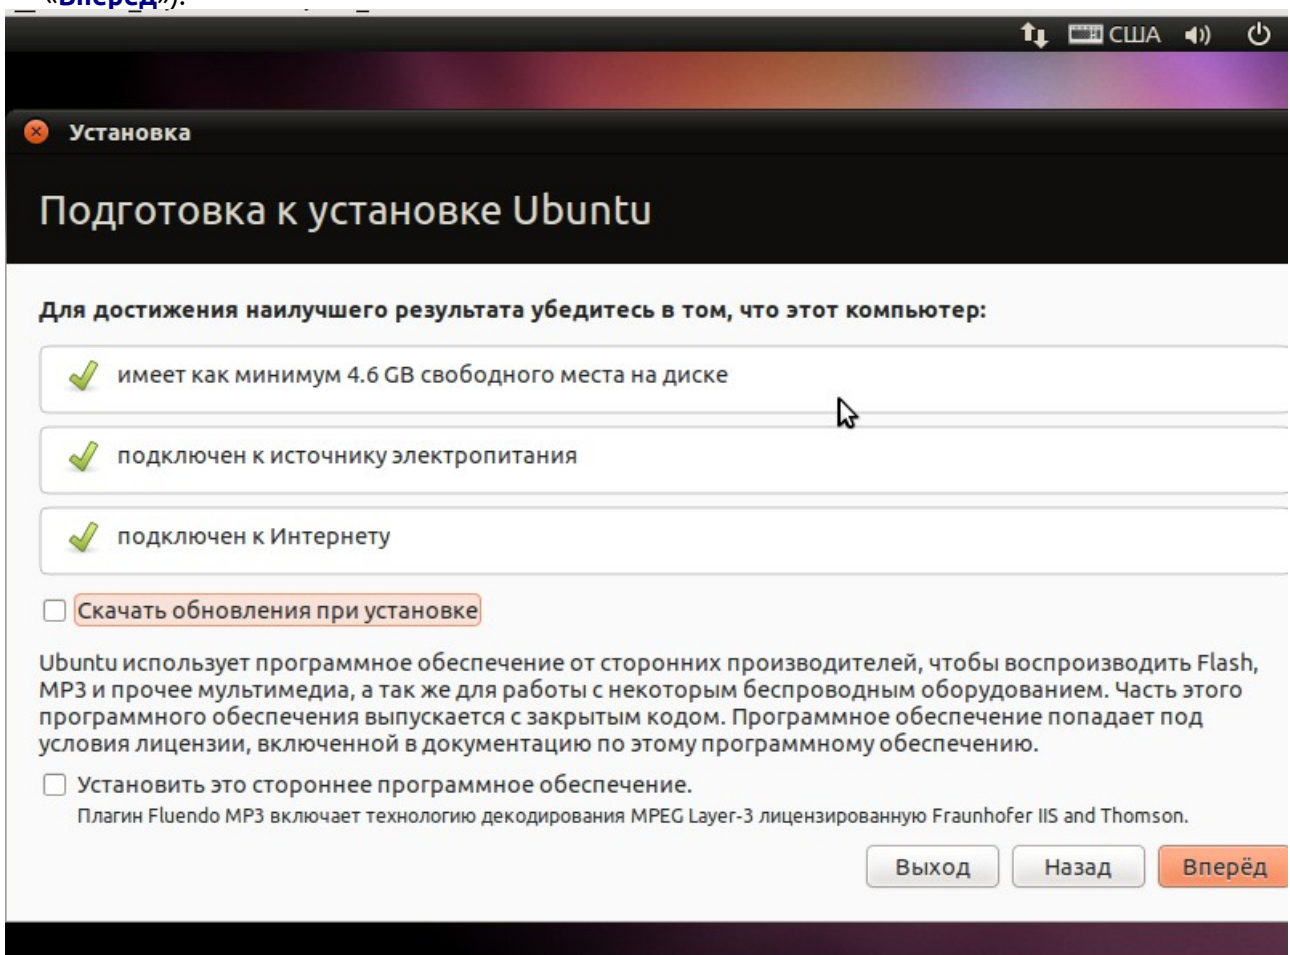 «Вперёд»).
США
Установка
Подготовка к установке Ubuntu
Для достижения наилучшего результата убедитесь в том, что этот компьютер:
имеет как минимум 4.6 GB свободного места на диске
подключен к источнику электропитания
подключен к Интернету
Скачать обновления при установке
Ubuntu использует программное обеспечение от сторонних производителей, чтобы воспроизводить Flash,
MP3 и прочее мультимедиа, а так же для работы с некоторым беспроводным оборудованием. Часть этого
программного обеспечения выпускается с закрытым кодом. Программное обеспечение попадает под
условия лицензии, включенной в документацию по этому программному обеспечению.
Установить это стороннее программное обеспечение.
Плагин Fluendo MP3 включает технологию декодирования MPEG Layer-3 лицензированную Fraunhofer IIS and Thomson.
Выход Назад Вперёд